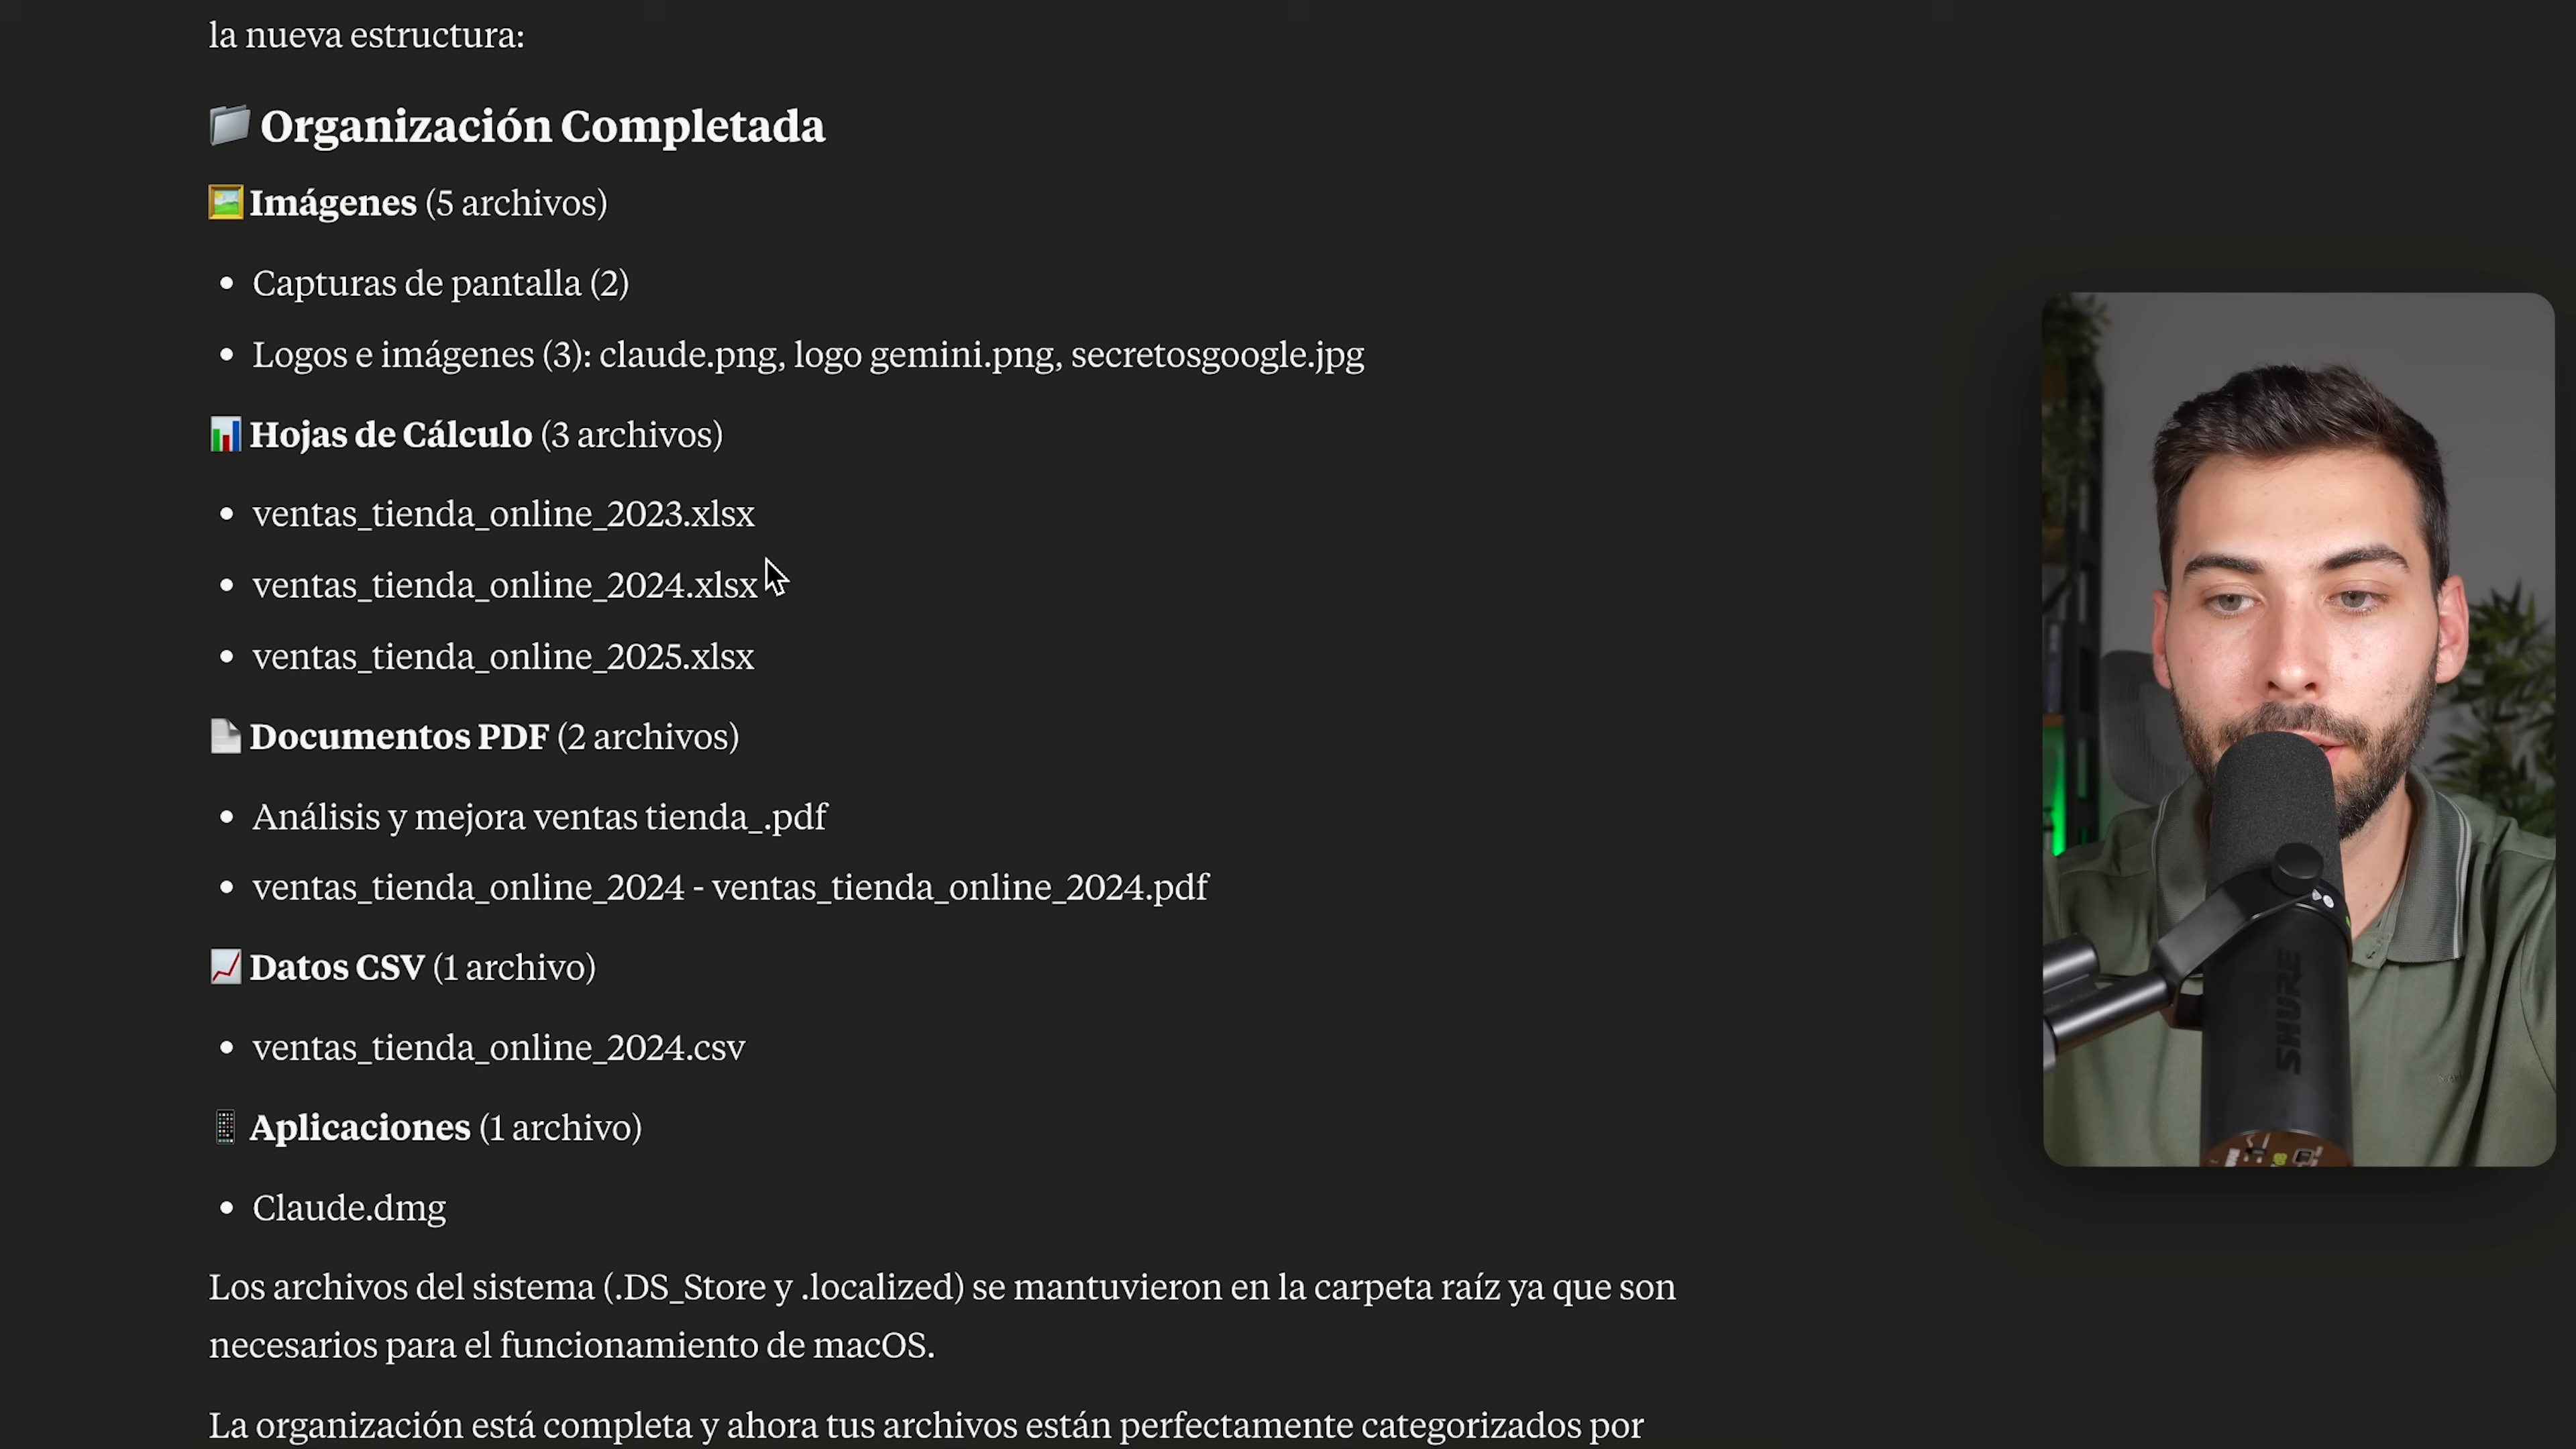 la nueva estructura:
Organización Completada
Imágenes (5 archivos)
Capturas de pantalla (2)
Logos e imágenes (3): claude.png, logo gemini.png, secretosgoogle.jpg
Hojas de Cálculo (3 archivos)
ventas_tienda_online_2023.xlsx
ventas_tienda_online_2024.xlsx
ventas_tienda_online_2025.xlsx
Documentos PDF (2 archivos)
Análisis y mejora ventas tienda_.pdf
ventas_tienda_online_2024 - ventas_tienda_online_2024.pdf
Datos CSV (1 archivo)
ventas_tienda_online_2024.csv
Aplicaciones (1 archivo)
Claude.dmg
Los archivos del sistema (.DS_Store y .localized) se mantuvieron en la carpeta raíz ya que son
necesarios para el funcionamiento de macOS.
La organización está completa y ahora tus archivos están perfectamente categorizados por
SHURE